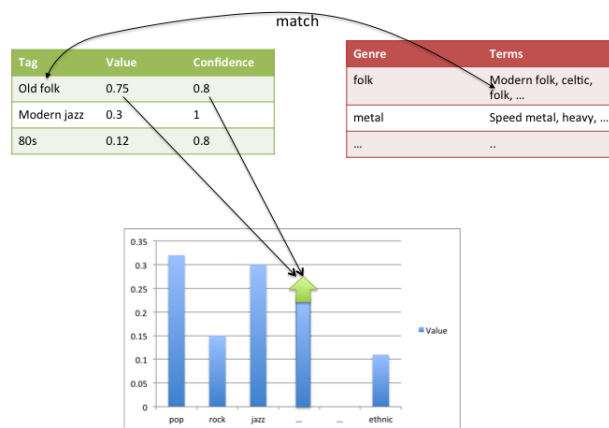 match
Tag Value Confidence
Old folk 0.75 0.8
Modern jazz 0.3 1
80s 0.12 0.8
Genre Terms
folk Modern folk, celtic,
folk, ...
metal Speed metal, heavy, ...
... ..
0.35
0.3
0.25
0.2
0.15
0.1
0.05
0
pop rock jazz ... ... ethnic
Value